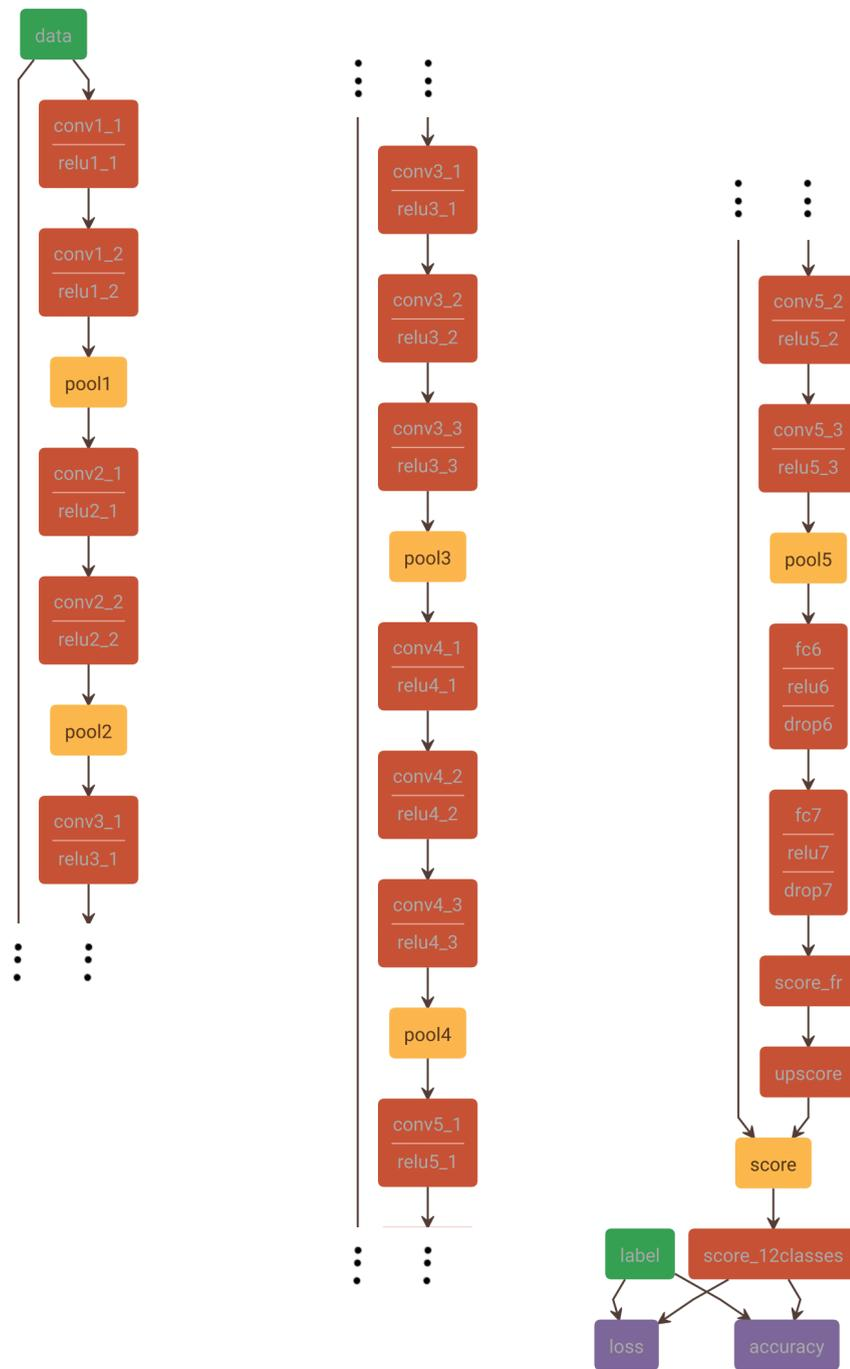 data
conv1_1
relu1_1
conv1_2
relu1_2
pool1
conv2_1
relu2_1
conv2_2
relu2_2
pool2
conv3_1
relu3_1
conv3_1
relu3_1
conv3_2
relu3_2
conv3_3
relu3_3
pool3
conv4_1
relu4_1
conv4_2
relu4_2
conv4_3
relu4_3
pool4
conv5_1
relu5_1
conv5_2
relu5_2
conv5_3
relu5_3
pool5
fc6
relu6
drop6
fc7
relu7
drop7
score_fr
upscore
score
label
score_12classes
loss
accuracy